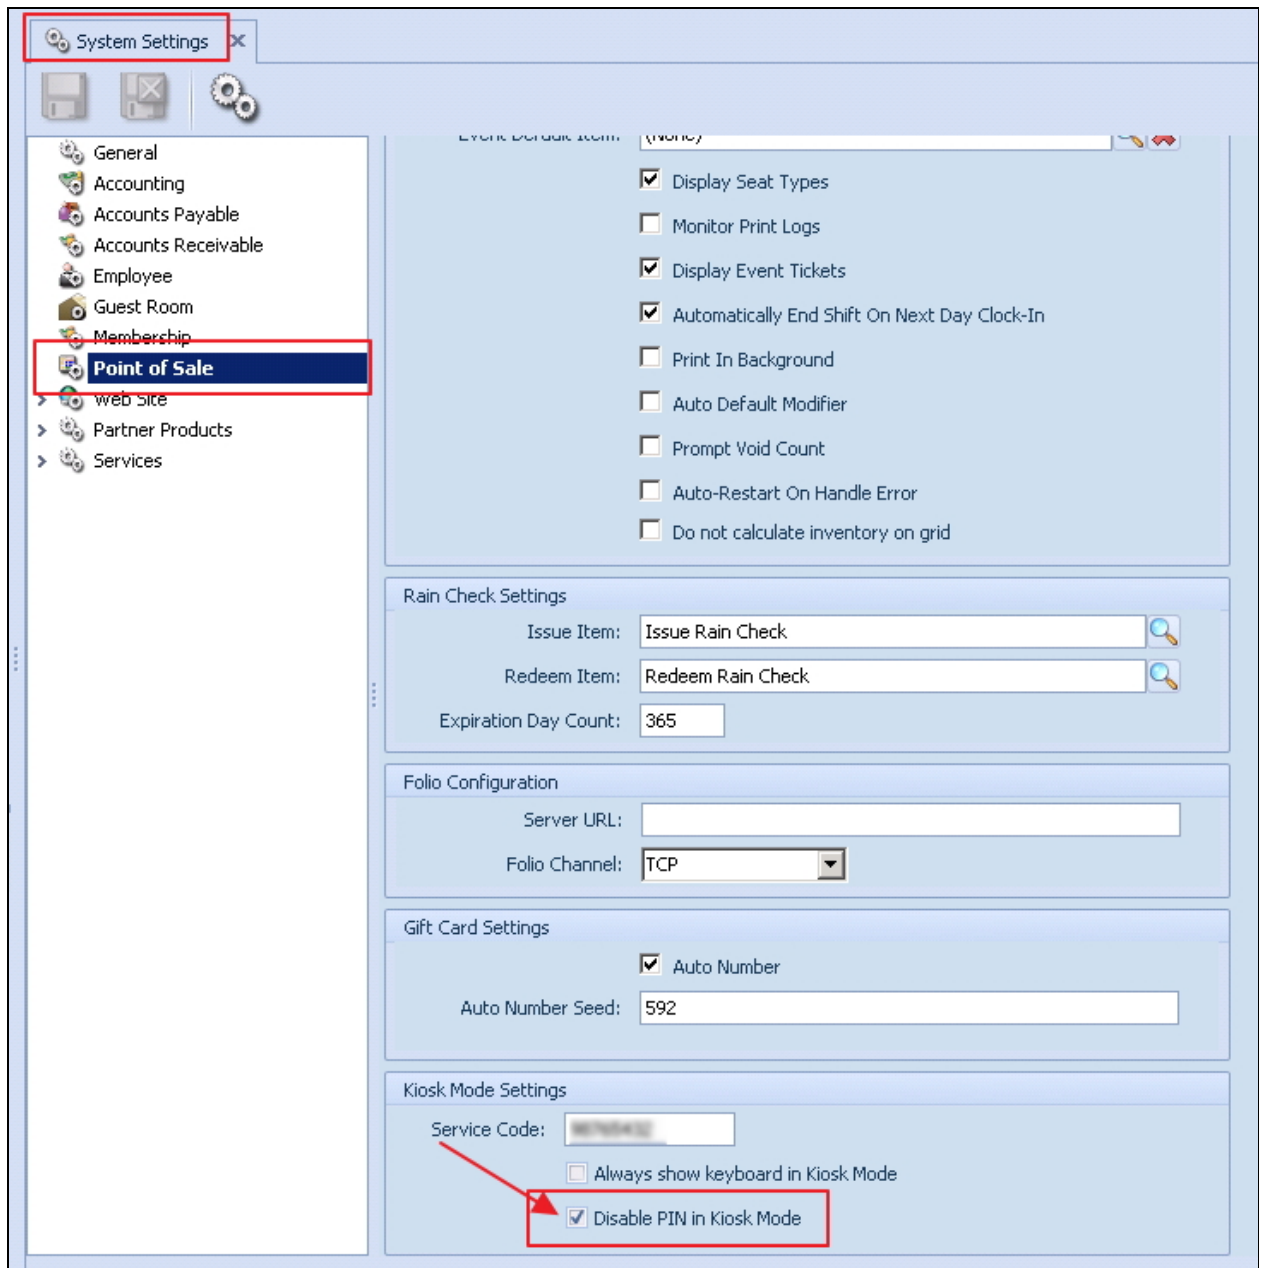 System Settings
General
Accounting
Accounts Payable
Accounts Receivable
Employee
Guest Room
Membership
Point of Sale
Web Site
Partner Products
Services
Event Default Item: (None)
Display Seat Types
Monitor Print Logs
Display Event Tickets
Automatically End Shift On Next Day Clock-In
Print In Background
Auto Default Modifier
Prompt Void Count
Auto-Restart On Handle Error
Do not calculate inventory on grid
Rain Check Settings
Issue Item: Issue Rain Check
Redeem Item: Redeem Rain Check
Expiration Day Count: 365
Folio Configuration
Server URL:
Folio Channel: TCP
Gift Card Settings
Auto Number
Auto Number Seed: 592
Kiosk Mode Settings
Service Code:
Always show keyboard in Kiosk Mode
Disable PIN in Kiosk Mode